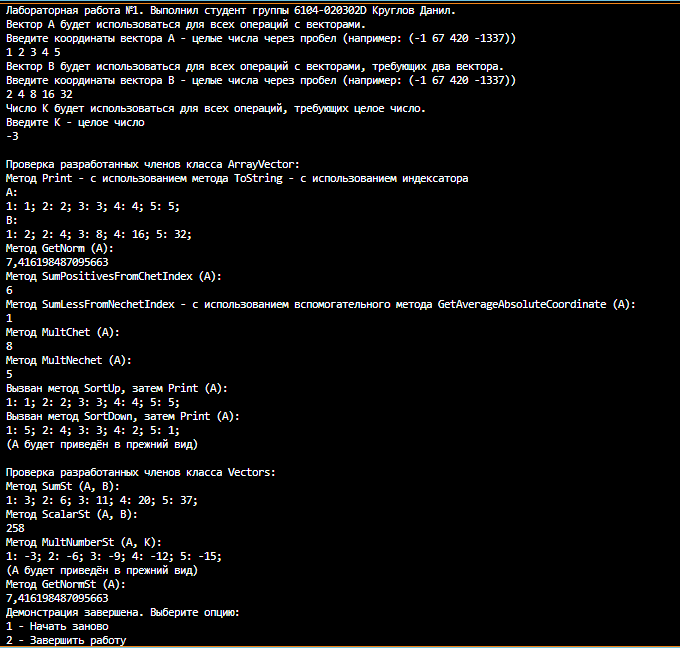 Лабораторная работа №1. Выполнил студент группы 6104-020302D Круглов Данил.
Вектор A будет использоваться для всех операций с векторами.
Введите координаты вектора A - целые числа через пробел (например: (-1 67 420 -1337))
1 2 3 4 5
Вектор B будет использоваться для всех операций с векторами, требующих два вектора.
Введите координаты вектора B - целые числа через пробел (например: (-1 67 420 -1337))
2 4 8 16 32
Число K будет использоваться для всех операций, требующих целое число.
Введите K - целое число
-3
Проверка разработанных членов класса ArrayVector:
Метод Print - с использованием метода ToString - с использованием индексатора
A:
1: 1; 2: 2; 3: 3; 4: 4; 5: 5;
B:
1: 2; 2: 4; 3: 8; 4: 16; 5: 32;
Метод GetNorm (A):
7,416198487095663
Метод SumPositivesFromChetIndex (A):
6
Метод SumLessFromNechetIndex - с использованием вспомогательного метода GetAverageAbsoluteCoordinate (A):
1
Метод MultChet (A):
8
Метод MultNechet (A):
5
Вызван метод SortUp, затем Print (A):
1: 1; 2: 2; 3: 3; 4: 4; 5: 5;
Вызван метод SortDown, затем Print (A):
1: 5; 2: 4; 3: 3; 4: 2; 5: 1;
(A будет приведён в прежний вид)
Проверка разработанных членов класса Vectors:
Метод SumSt (A, B):
1: 3; 2: 6; 3: 11; 4: 20; 5: 37;
Метод ScalarSt (A, B):
258
Метод MultNumberSt (A, K):
1: -3; 2: -6; 3: -9; 4: -12; 5: -15;
(A будет приведён в прежний вид)
Метод GetNormSt (A):
7,416198487095663
Демонстрация завершена. Выберите опцию:
1 - Начать заново
2 - Завершить работу